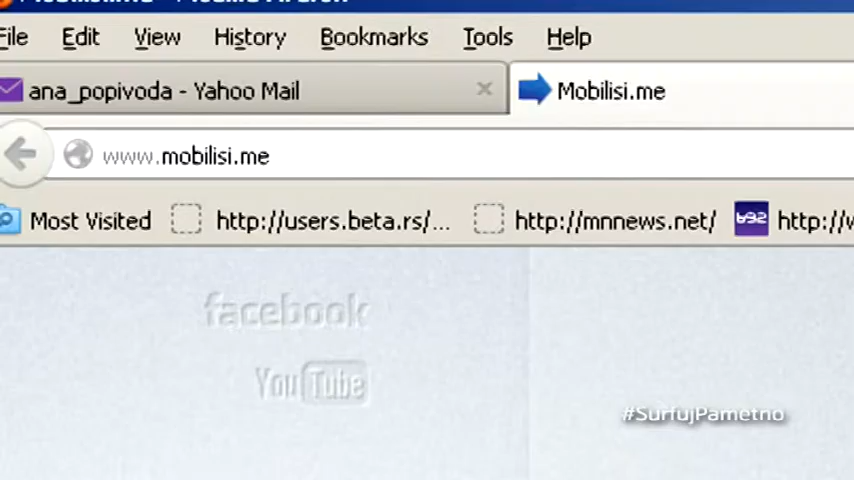 File Edit View History Bookmarks Tools Help
ana_popivoda - Yahoo Mail Mobilisi.me
www.mobilisi.me
Most Visited http://users.beta.rs/... http://mnnews.net/ http://w
facebook
YouTube
#SurfujPametno